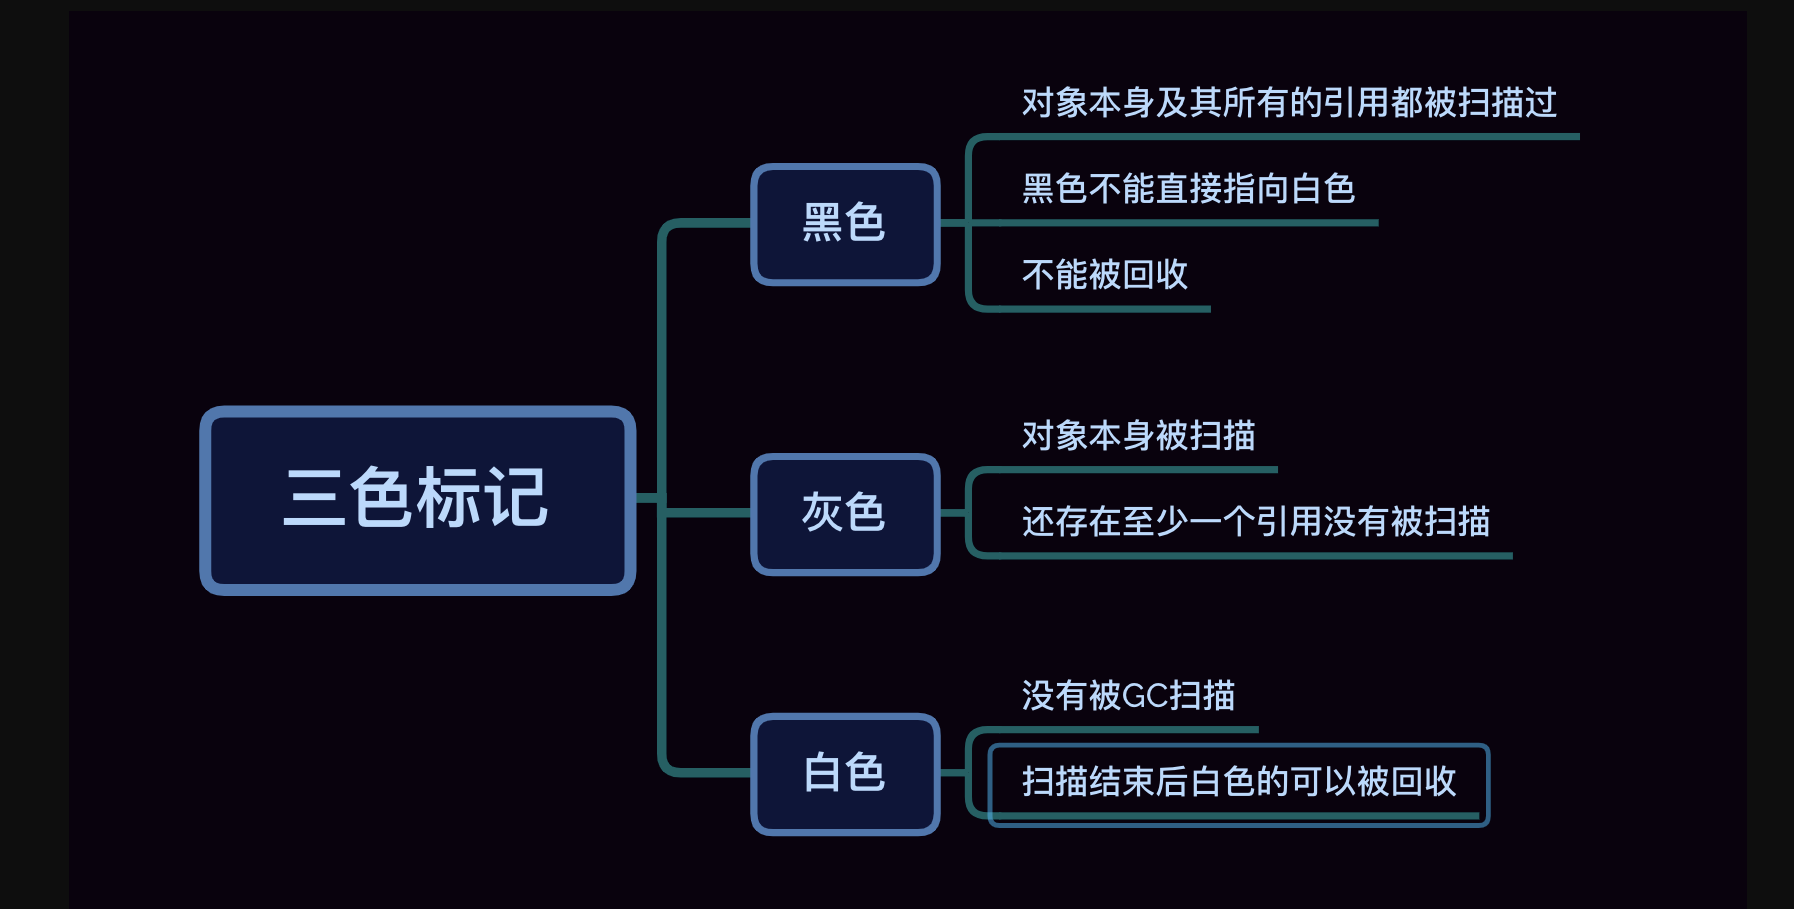 三色标记
黑色
对象本身及其所有的引用都被扫描过
黑色不能直接指向白色
不能被回收
灰色
对象本身被扫描
还存在至少一个引用没有被扫描
白色
没有被GC扫描
扫描结束后白色的可以被回收